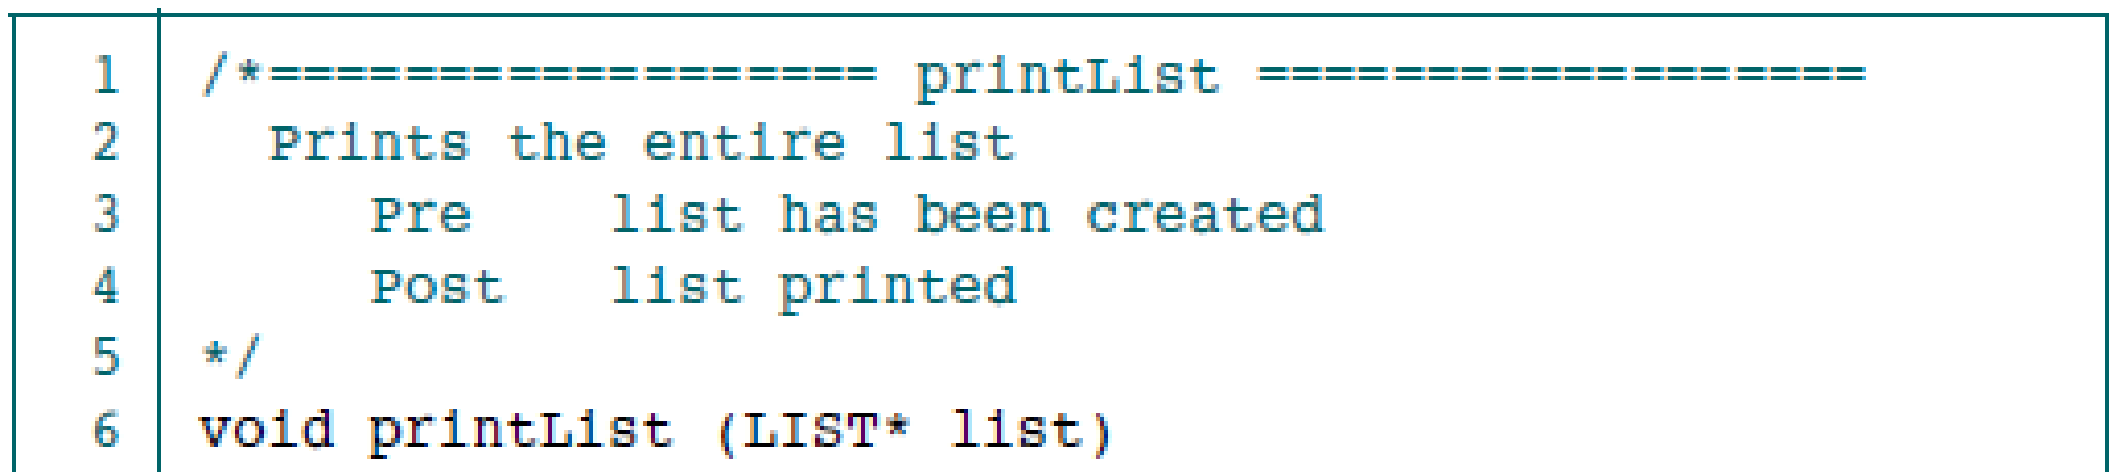 1 /*================== printList ==================
2 Prints the entire list
3 Pre list has been created
4 Post list printed
5 */
6 void printList (LIST* list)